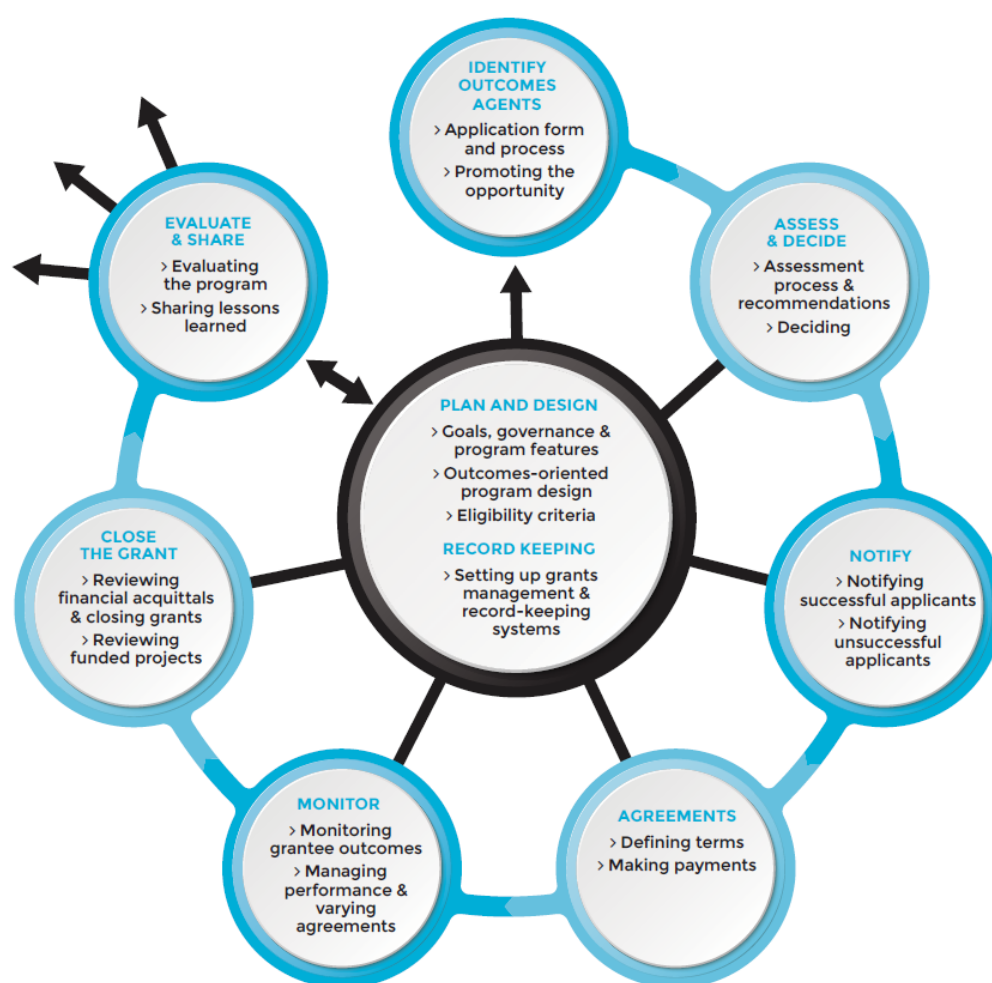 IDENTIFY
OUTCOMES
AGENTS
> Application form
and process
> Promoting the
opportunity
ASSESS
& DECIDE
> Assessment
process &
recommendations
> Deciding
NOTIFY
> Notifying
successful applicants
> Notifying
unsuccessful
applicants
AGREEMENTS
> Defining terms
> Making payments
MONITOR
> Monitoring
grantee outcomes
> Managing
performance &
varying
agreements
CLOSE
THE GRANT
> Reviewing
financial acquittals
& closing grants
> Reviewing
funded projects
EVALUATE
& SHARE
> Evaluating
the program
> Sharing lessons
learned
PLAN AND DESIGN
> Goals, governance &
program features
> Outcomes-oriented
program design
> Eligibility criteria
RECORD KEEPING
> Setting up grants
management &
record-keeping
systems